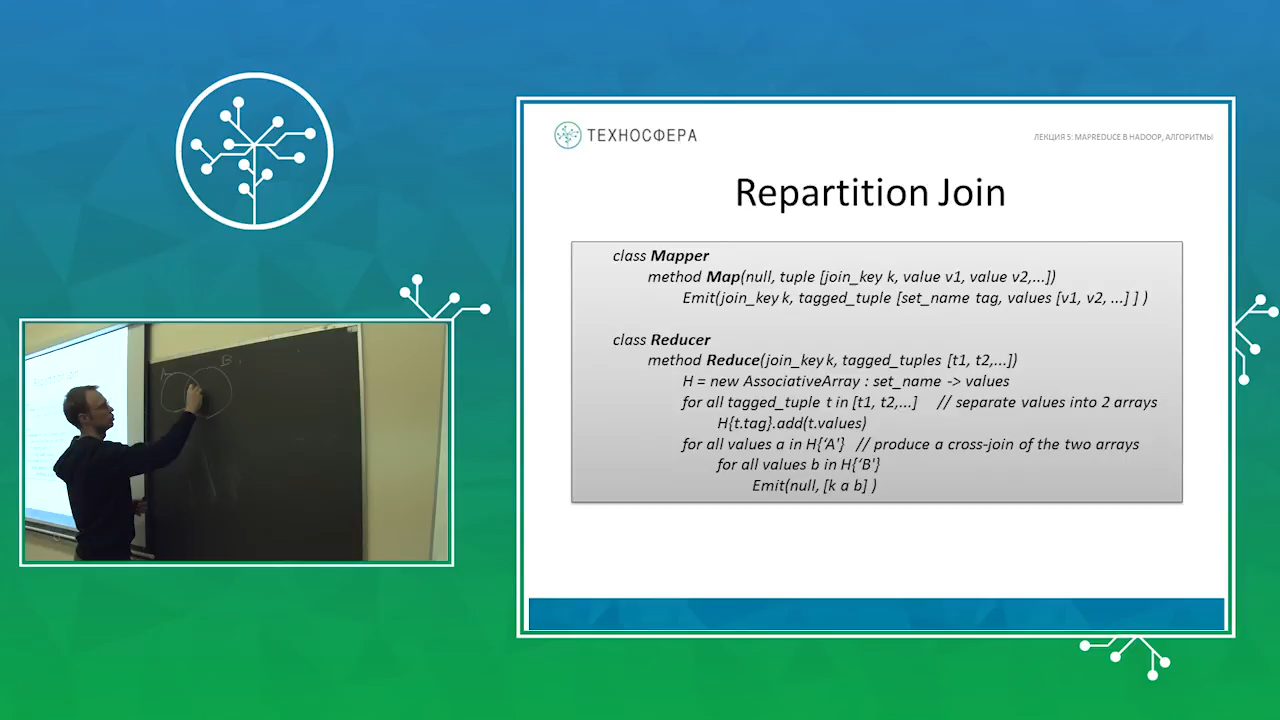 ТЕХНОСФЕРА
ЛЕКЦИЯ 5: MAPREDUCE В HADOOP, АЛГОРИТМЫ
Repartition Join
class Mapper
method Map(null, tuple [join_key k, value v1, value v2,...])
Emit(join_key k, tagged_tuple [set_name tag, values [v1, v2, ...] ] )
class Reducer
method Reduce(join_key k, tagged_tuples [t1, t2,...])
H = new AssociativeArray : set_name -> values
for all tagged_tuple t in [t1, t2,...] // separate values into 2 arrays
H{t.tag}.add(t.values)
for all values a in H{‘A'} // produce a cross-join of the two arrays
for all values b in H{‘B'}
Emit(null, [k a b] )
B